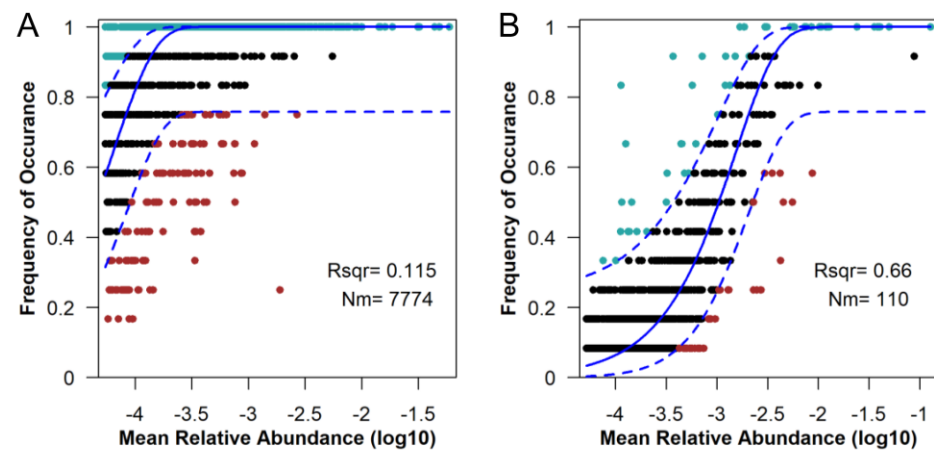 A
Frequency of Occurance
1
0.8
0.6
0.4
0.2
0
Rsqr= 0.115
Nm= 7774
-4 -3.5 -3 -2.5 -2 -1.5
Mean Relative Abundance (log10)
B
Frequency of Occurance
1
0.8
0.6
0.4
0.2
0
Rsqr= 0.66
Nm= 110
-4 -3.5 -3 -2.5 -2 -1.5 -1
Mean Relative Abundance (log10)